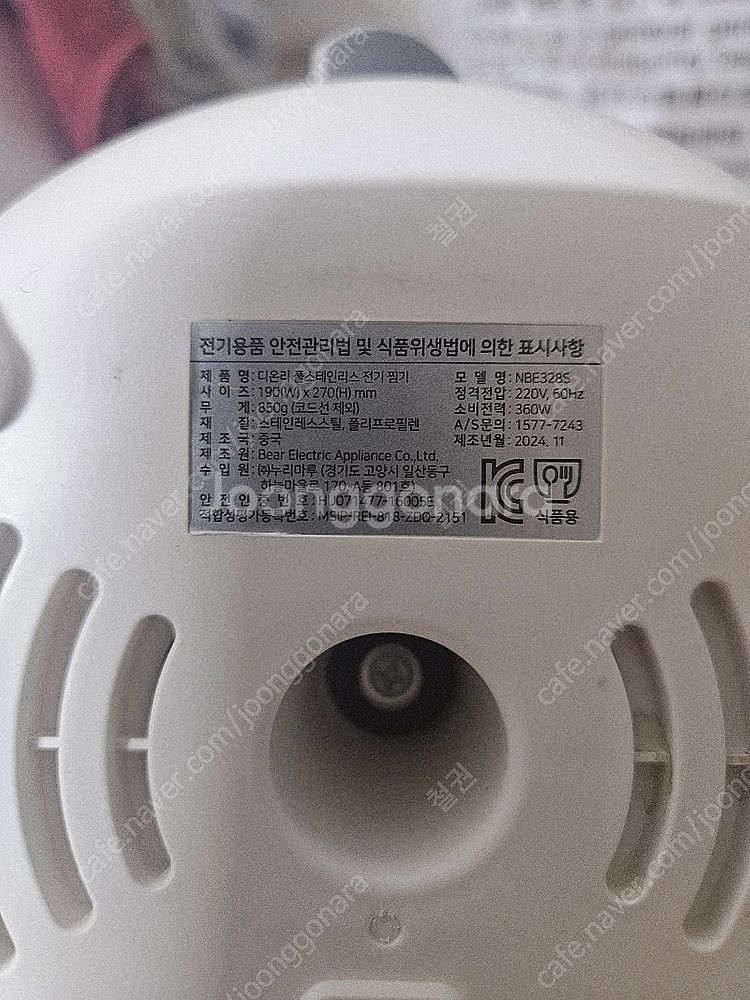 전기용품 안전관리법 및 식품위생법에 의한 표시사항
제 품 명 : 디온리 풀스테인리스 전기 찜기
모 델 명 : NBE328S
사 이 즈 : 190(W) x 270(H) mm
정격전압 : 220V, 60Hz
무 게 : 850g (코드선 제외)
소비전력 : 360W
재 질 : 스테인레스스틸, 폴리프로필렌
A/S문의 : 1577-7243
제 조 국 : 중국
제조년월 : 2024. 11
제 조 원 : Bear Electric Appliance Co.,Ltd.
수 입 원 : ㈜누리마루 (경기도 고양시 일산동구
하늘마을로 170, A동 801호)
안 전 인 증 번 호 : HU071477-16005B
적합성평가등록번호 : MSIP-REI-818-ZDQ-2151
식품용
Joonggonara
cafe.naver.com/joonggonara
철권